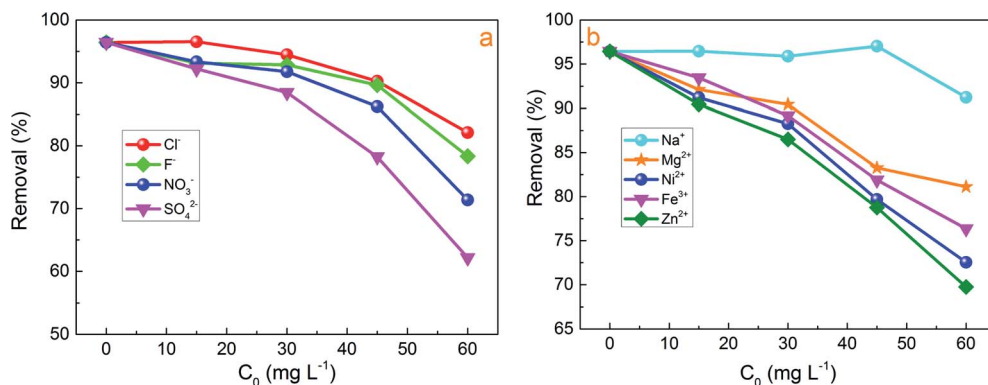 a
100
90
80
70
60
50
Removal (%)
Cl⁻
F⁻
NO₃⁻
SO₄²⁻
0 10 20 30 40 50 60
C₀ (mg L⁻¹)
b
100
95
90
85
80
75
70
65
Removal (%)
Na⁺
Mg²⁺
Ni²⁺
Fe³⁺
Zn²⁺
0 10 20 30 40 50 60
C₀ (mg L⁻¹)